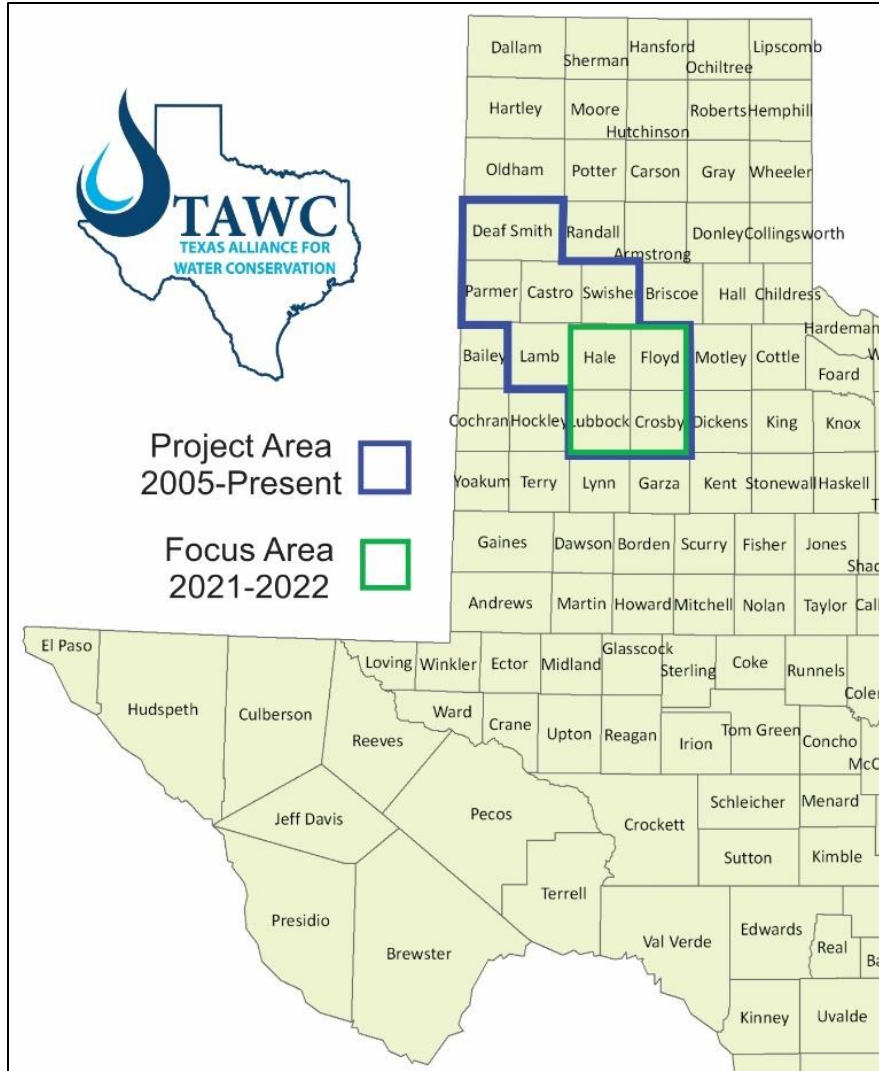 TAWC
TEXAS ALLIANCE FOR
WATER CONSERVATION
Project Area
2005-Present
Focus Area
2021-2022
Dallam Sherman Hansford Ochiltree Lipscomb
Hartley Moore Hutchinson Roberts Hemphill
Oldham Potter Carson Gray Wheeler
Deaf Smith Randall Armstrong Donley Collingsworth
Parmer Castro Swisher Briscoe Hall Childress
Hardeman
Bailey Lamb Hale Floyd Motley Cottle Foard
Cochran Hockley Lubbock Crosby Dickens King Knox
Yoakum Terry Lynn Garza Kent Stonewall Haskell
Gaines Dawson Borden Scurry Fisher Jones
Shac
Andrews Martin Howard Mitchell Nolan Taylor Call
El Paso Loving Winkler Ector Midland Glasscock Sterling Coke Runnels
Colem
Hudspeth Culberson Reeves Ward Crane Upton Reagan Irion Tom Green Concho
McC
Jeff Davis Pecos Crockett Schleicher Menard
Sutton Kimble
Presidio Brewster Terrell Val Verde Edwards Real Ba
Kinney Uvalde